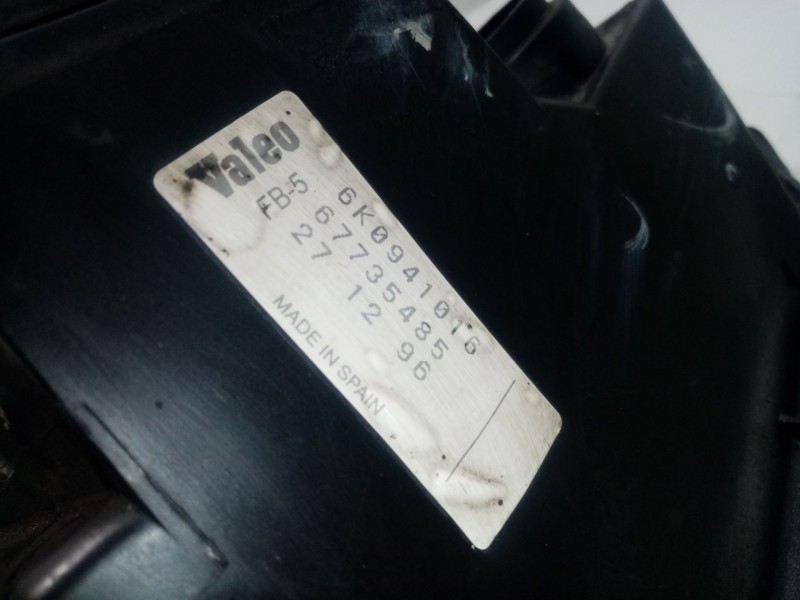 Valeo
FB-5
6K0941016
67735485
27 12 96
MADE IN SPAIN